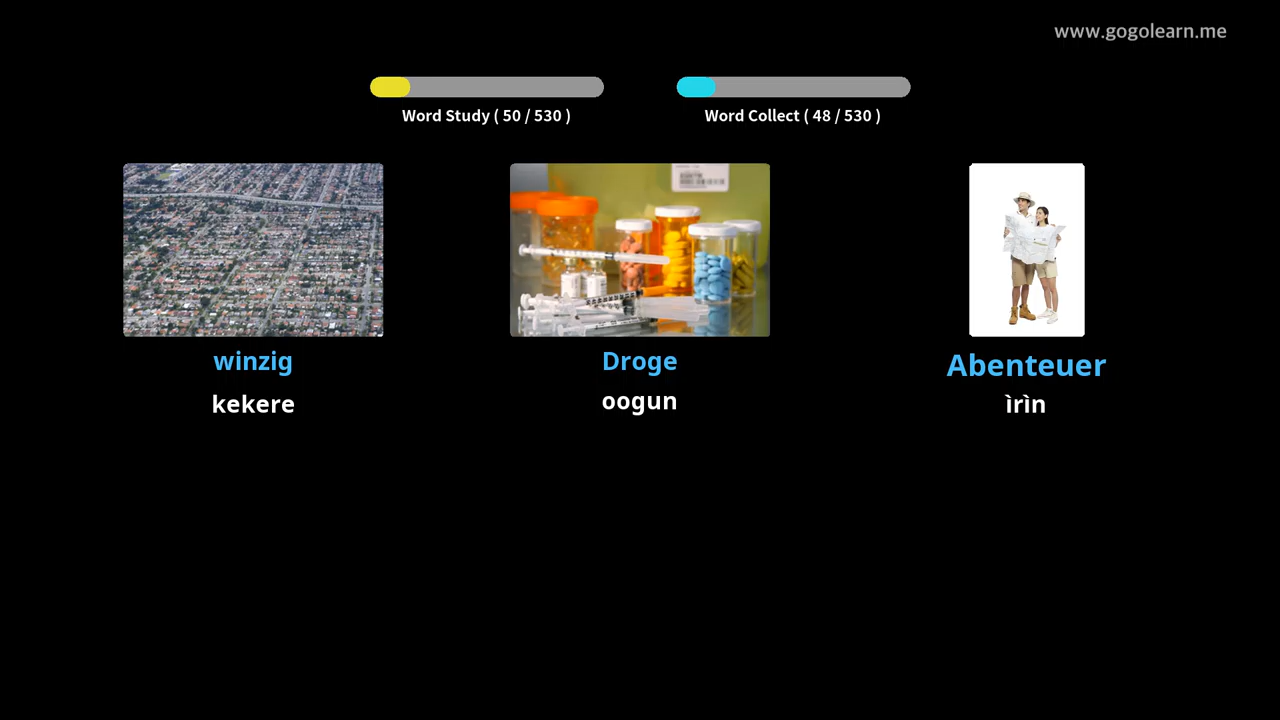 www.gogolearn.me
Word Study ( 50 / 530 )
Word Collect ( 48 / 530 )
winzig
Droge
Abenteuer
kekere
oogun
ìrìn